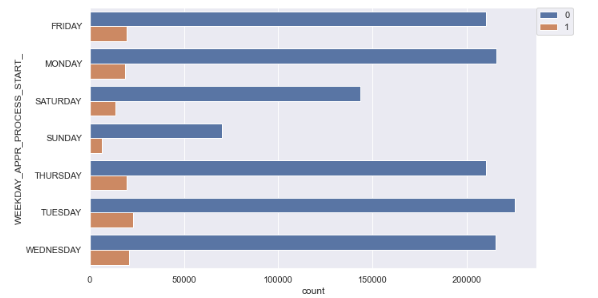 0
1
FRIDAY
MONDAY
SATURDAY
SUNDAY
THURSDAY
TUESDAY
WEDNESDAY
WEEKDAY_APPR_PROCESS_START_
0 50000 100000 150000 200000
count